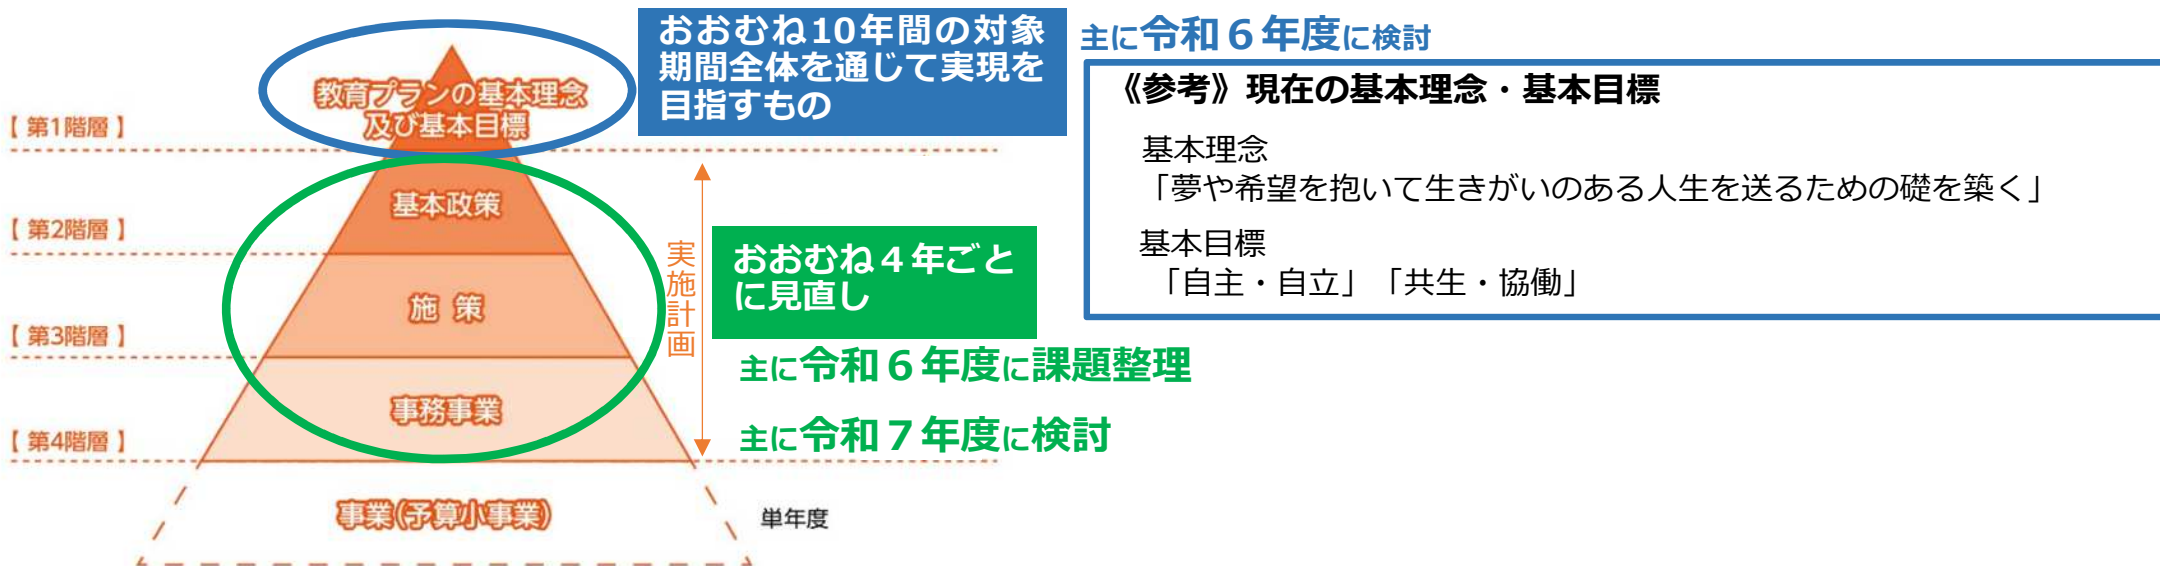 教育プランの基本理念
及び基本目標
【 第1階層 】
基本政策
【 第2階層 】
施 策
【 第3階層 】
事務事業
【 第4階層 】
事業(予算小事業)
単年度
実施計画
おおむね10年間の対象
期間全体を通じて実現を
目指すもの
おおむね4年ごと
に見直し
主に令和6年度に課題整理
主に令和7年度に検討
主に令和6年度に検討
《参考》現在の基本理念・基本目標
基本理念
「夢や希望を抱いて生きがいのある人生を送るための礎を築く」
基本目標
「自主・自立」「共生・協働」